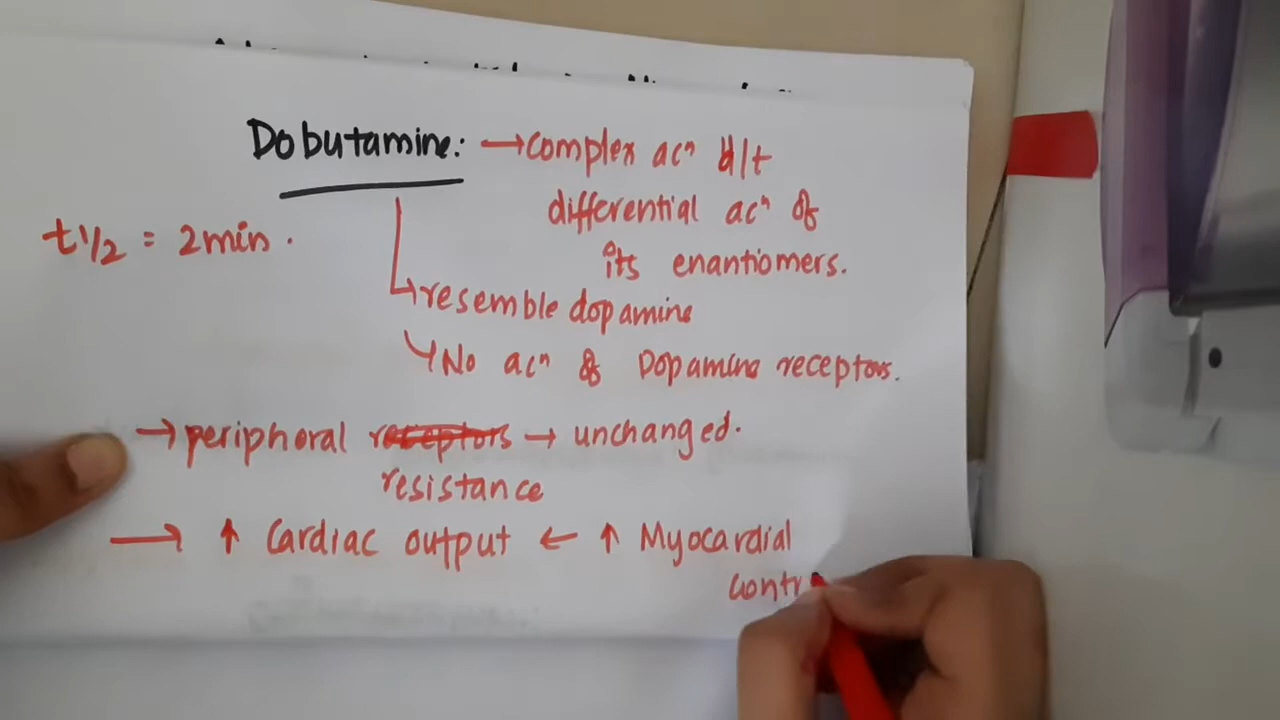 Dobutamine: → complex acⁿ d/t
differential acⁿ of
its enantiomers.
t1/2 = 2min.
resemble dopamine
No acⁿ of Dopamine receptors.
→ peripheral receptors → unchanged.
resistance
→ ↑ Cardiac output ← ↑ Myocardial
contr